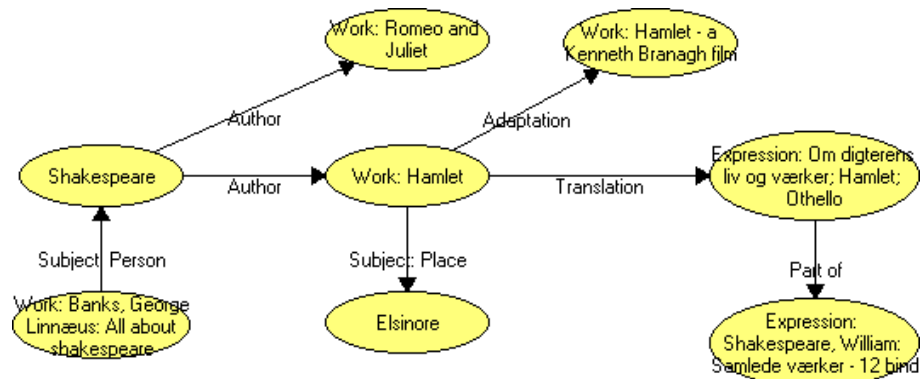 Work: Romeo and
Juliet
Work: Hamlet - a
Kenneth Branagh film
Author
Adaptation
Shakespeare
Author
Work: Hamlet
Translation
Expression: Om digterens
liv og værker; Hamlet;
Othello
Subject: Person
Subject: Place
Part of
Work: Banks, George
Linnæus: All about
shakespeare
Elsinore
Expression:
Shakespeare, William:
Samlede værker - 12 bind